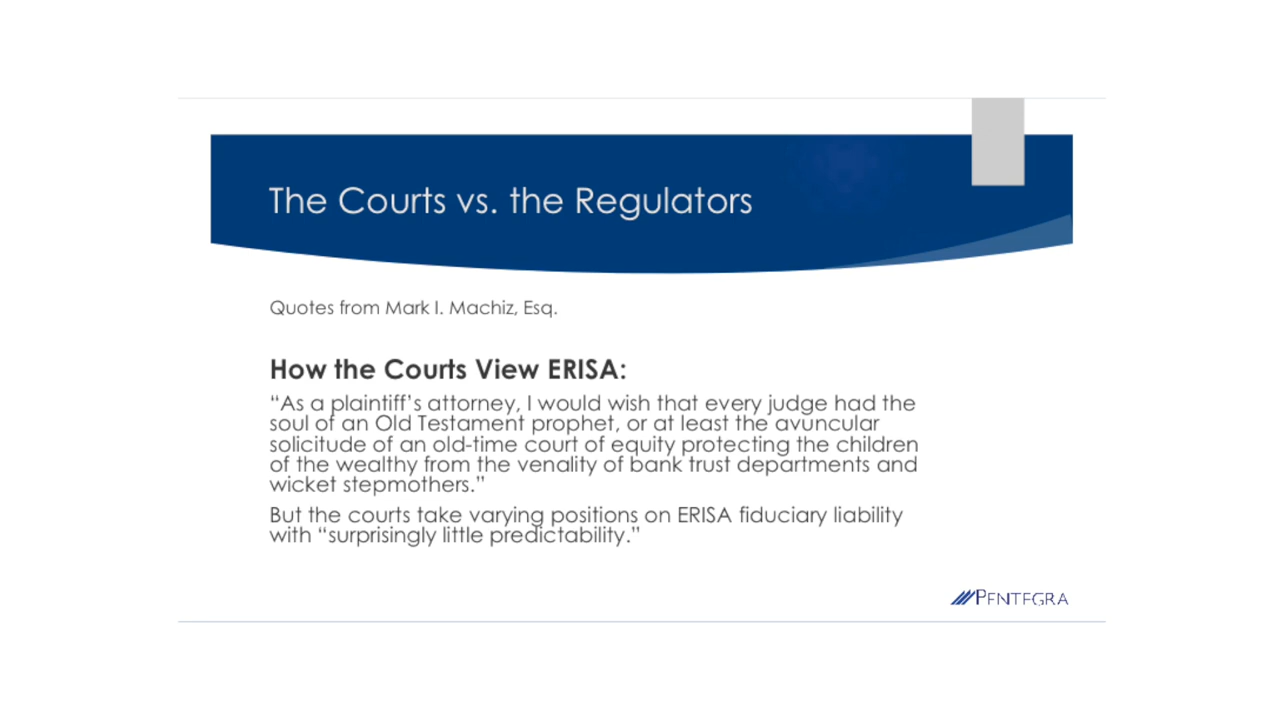 The Courts vs. the Regulators
Quotes from Mark I. Machiz, Esq.
How the Courts View ERISA:
“As a plaintiff’s attorney, I would wish that every judge had the
soul of an Old Testament prophet, or at least the avuncular
solicitude of an old-time court of equity protecting the children
of the wealthy from the venality of bank trust departments and
wicket stepmothers.”
But the courts take varying positions on ERISA fiduciary liability
with “surprisingly little predictability.”
PENTEGRA